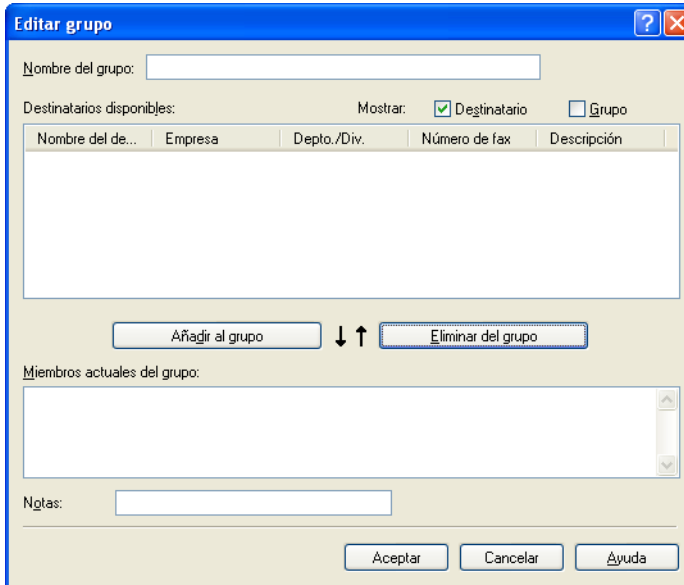 Editar grupo
Nombre del grupo:
Destinatarios disponibles: Mostrar: Destinatario Grupo
Nombre del de... Empresa Depto./Div. Número de fax Descripción
Añadir al grupo Eliminar del grupo
Miembros actuales del grupo:
Notas:
Aceptar Cancelar Ayuda